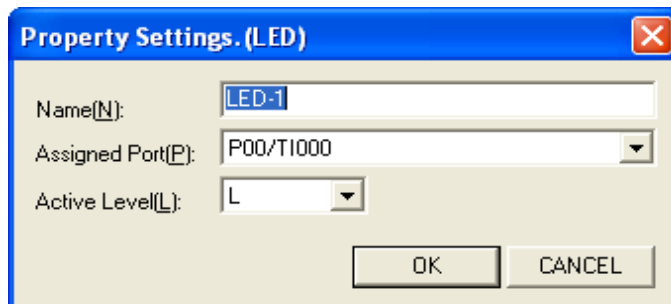 Property Settings.(LED)
Name(N): LED-1
Assigned Port(P): P00/TI000
Active Level(L): L
OK CANCEL